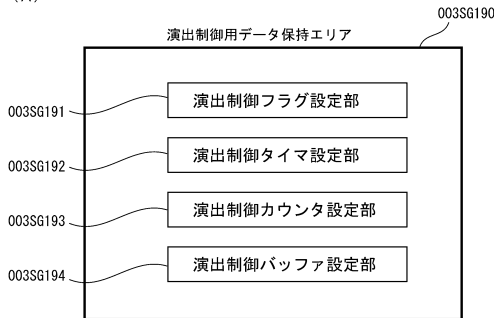 003SG190
演出制御用データ保持エリア
003SG191
演出制御フラグ設定部
003SG192
演出制御タイマ設定部
003SG193
演出制御カウンタ設定部
003SG194
演出制御バッファ設定部